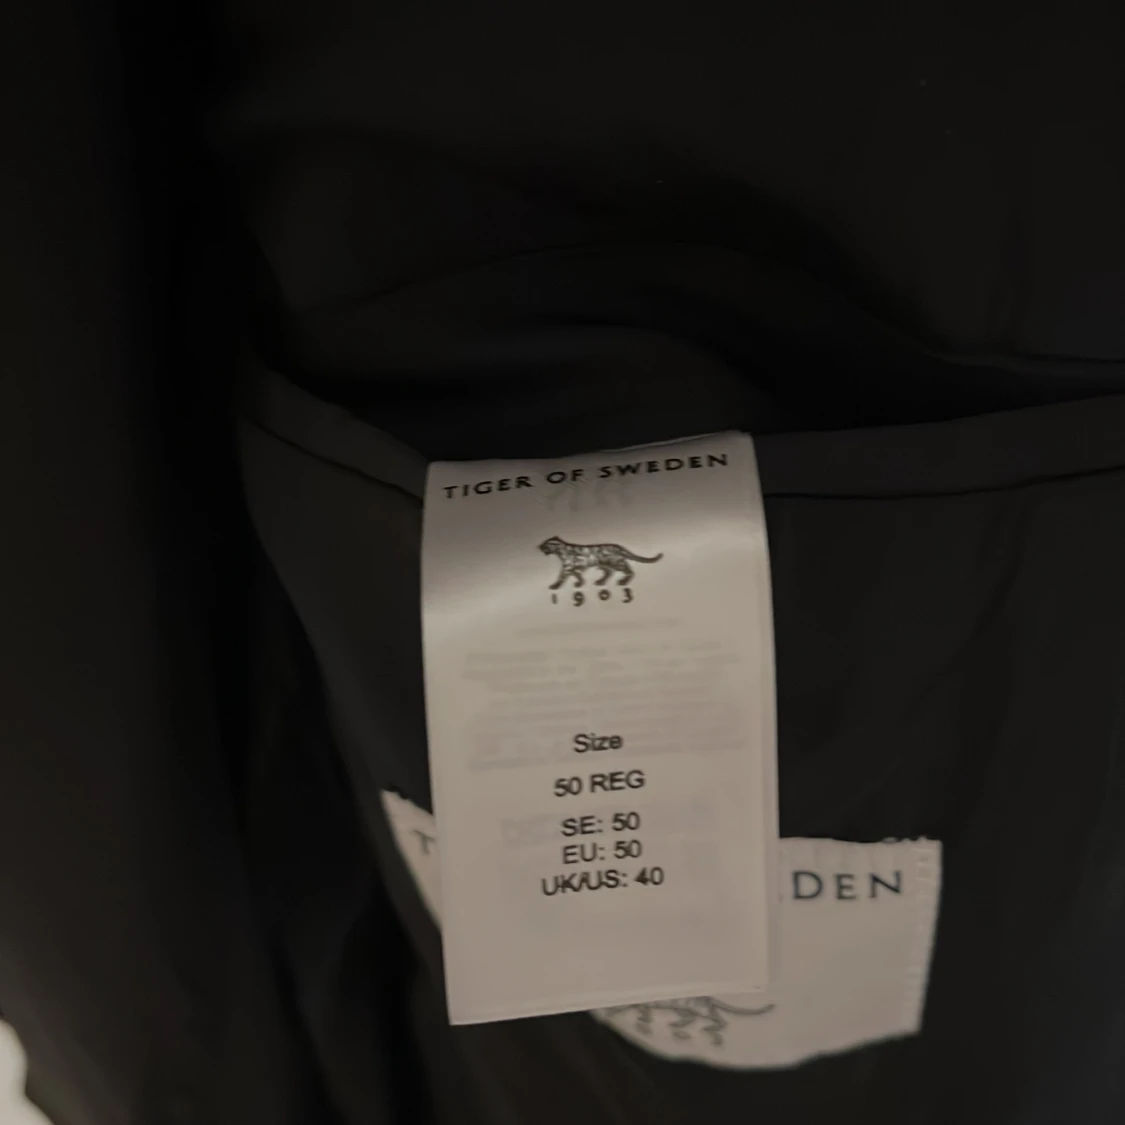 TIGER OF SWEDEN
1903
Size
50 REG
SE: 50
EU: 50
UK/US: 40
T
DEN